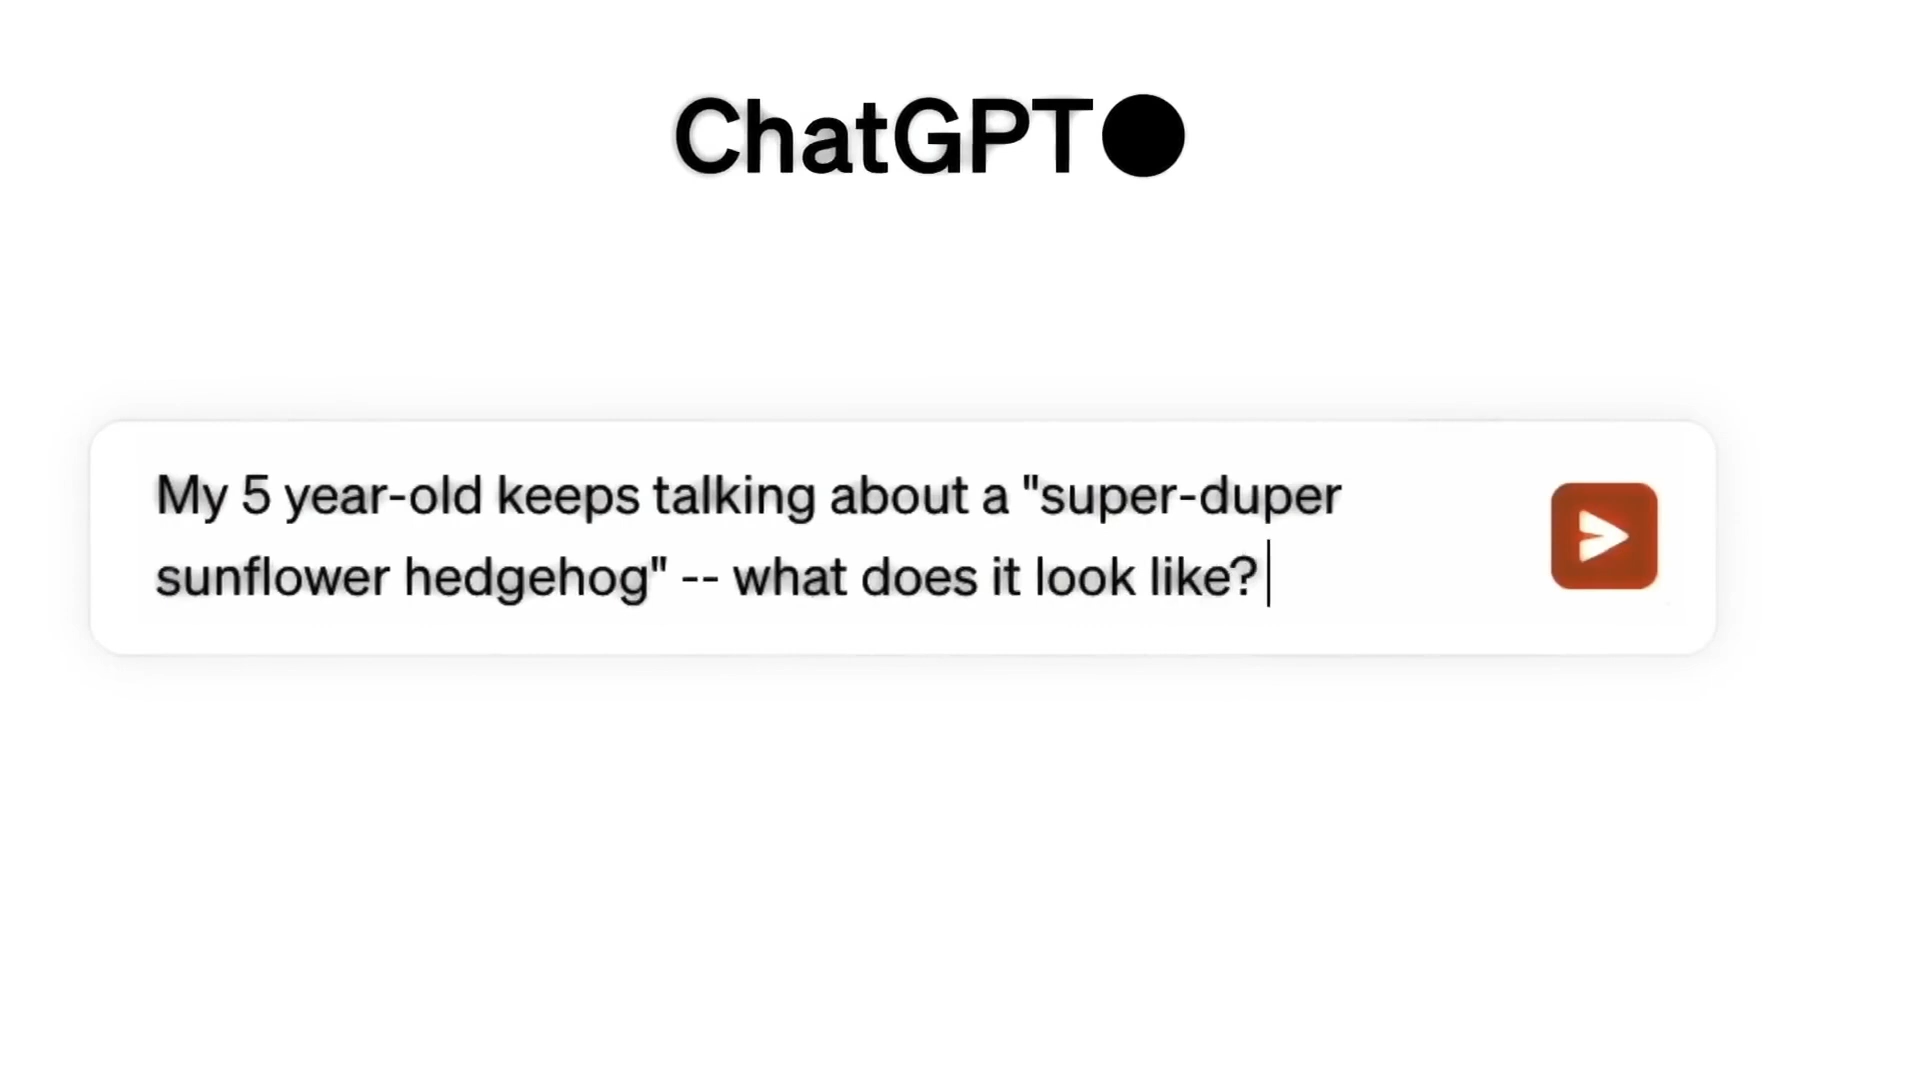 ChatGPT
My 5 year-old keeps talking about a "super-duper
sunflower hedgehog" -- what does it look like?